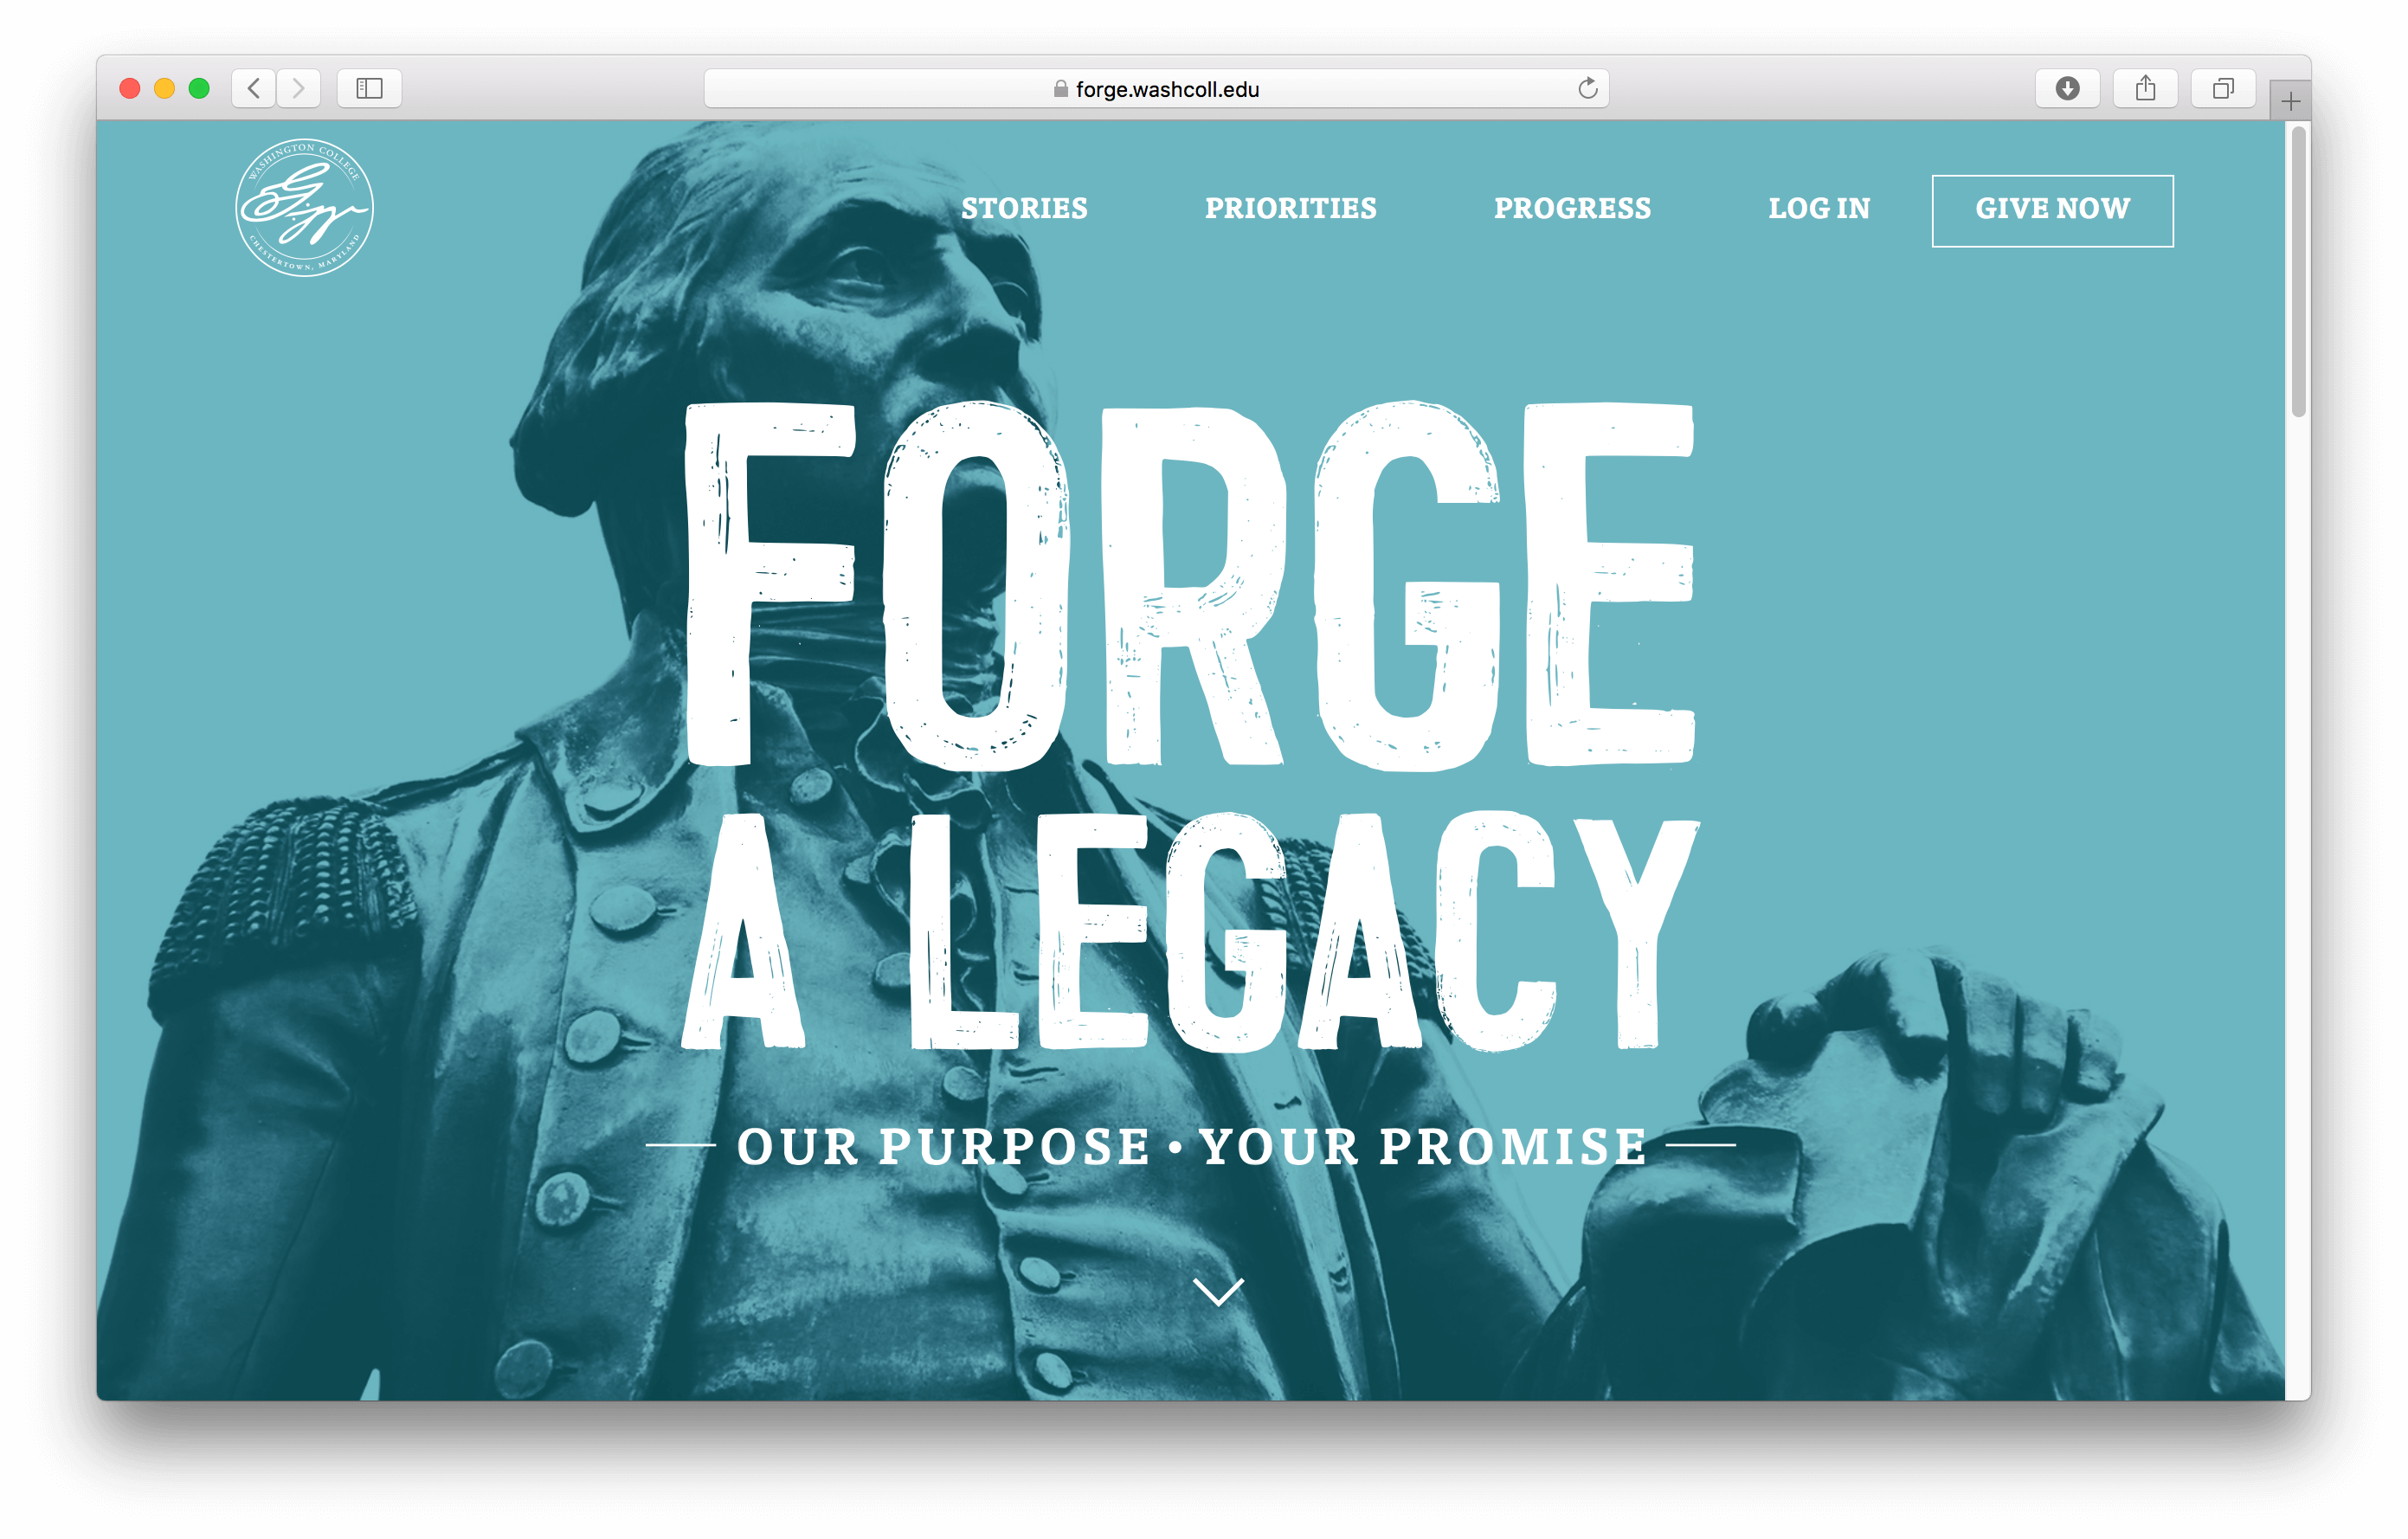 forge.washcoll.edu
WASHINGTON COLLEGE
CHESTERTOWN, MARYLAND
STORIES PRIORITIES PROGRESS LOG IN GIVE NOW
FORGE
A LEGACY
OUR PURPOSE • YOUR PROMISE